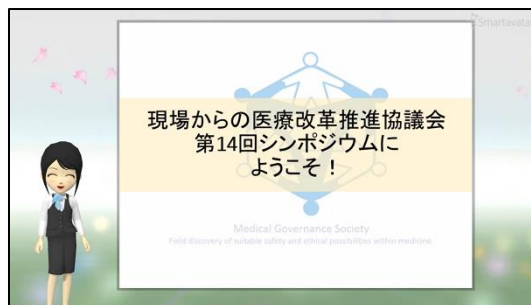 Smartavata
現場からの医療改革推進協議会
第14回シンポジウムに
ようこそ！
Medical Governance Society
Field discovery of suitable safety and ethical possibilities within medicine.